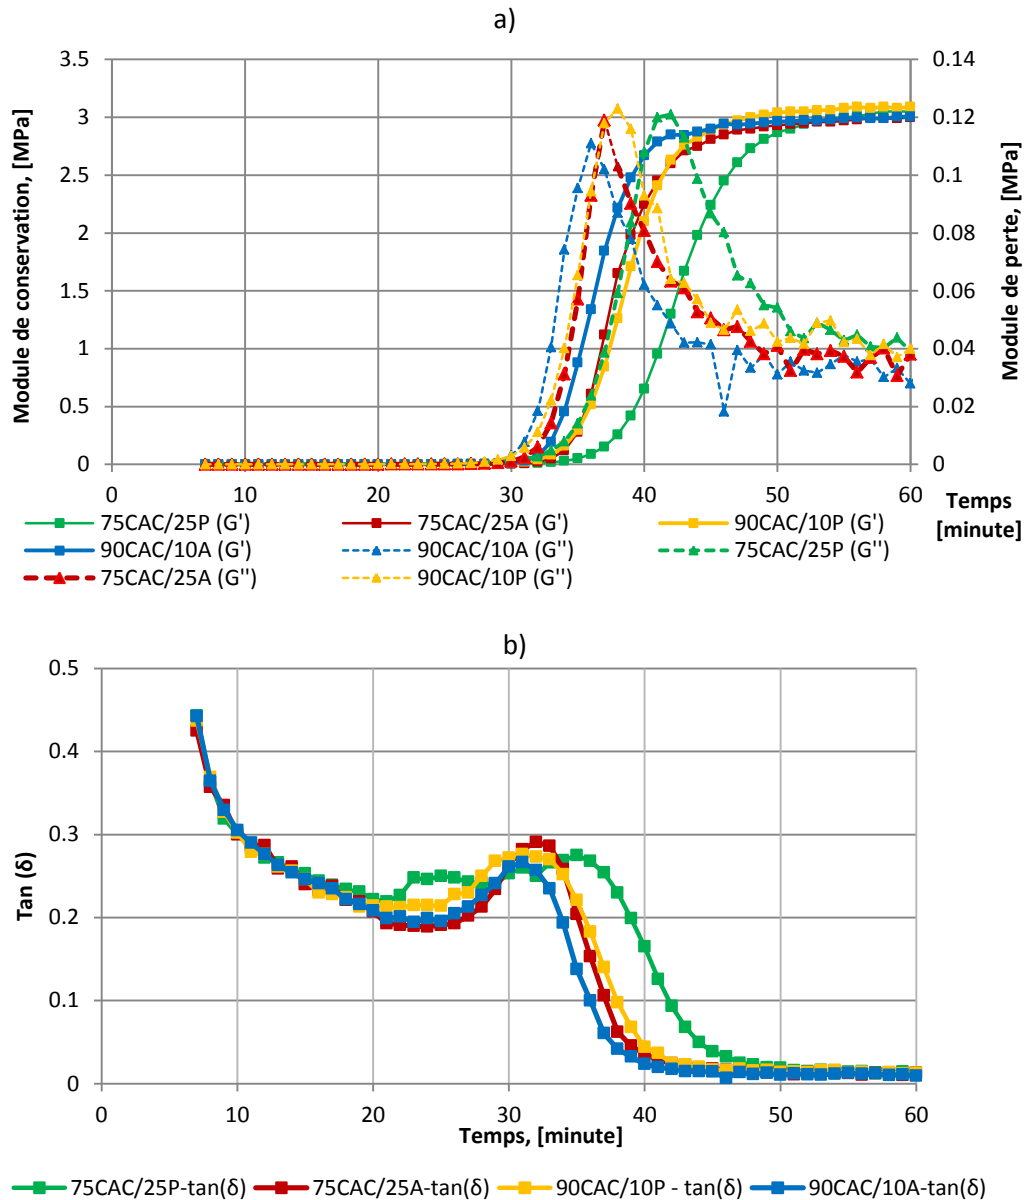 a)
3.5 0.14
3 0.12
2.5 0.1
2 0.08
1.5 0.06
1 0.04
0.5 0.02
0 0
Module de conservation, [MPa]
Module de perte, [MPa]
0 10 20 30 40 50 60
Temps
[minute]
75CAC/25P (G') 75CAC/25A (G') 90CAC/10P (G')
90CAC/10A (G') 90CAC/10A (G'') 75CAC/25P (G'')
75CAC/25A (G'') 90CAC/10P (G'')
b)
0.5
0.4
0.3
0.2
0.1
0
Tan (δ)
0 10 20 30 40 50 60
Temps, [minute]
75CAC/25P-tan(δ) 75CAC/25A-tan(δ) 90CAC/10P - tan(δ) 90CAC/10A-tan(δ)